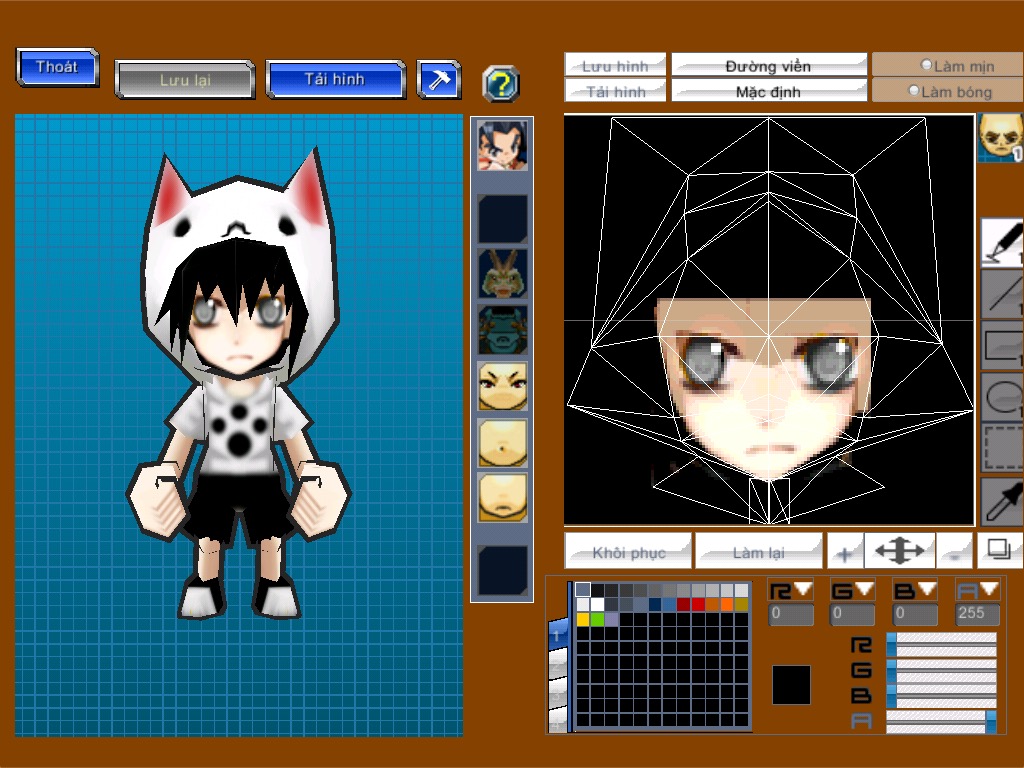 Thoát
Lưu lại
Tải hình
?
Lưu hình
Đường viền
Làm mịn
Tải hình
Mặc định
Làm bóng
1
1
1
1
1
Khôi phục
Làm lại
+
-
R
G
B
A
0
0
0
255
1
R
G
B
A